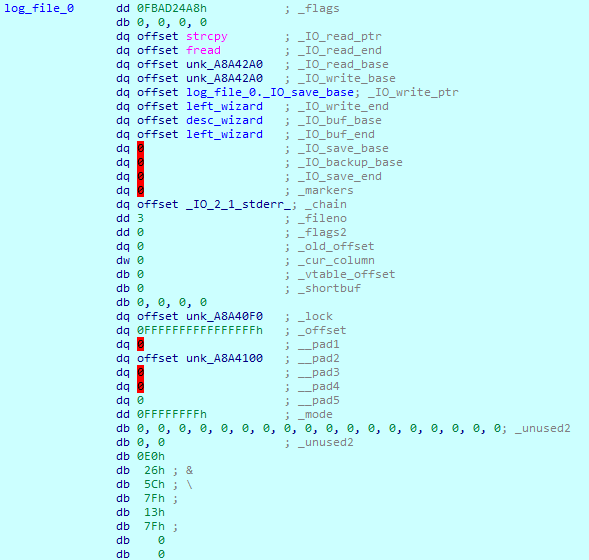 log_file_0 dd 0FBAD24A8h ; _flags
db 0, 0, 0, 0
dq offset strcpy ; _IO_read_ptr
dq offset fread ; _IO_read_end
dq offset unk_A8A42A0 ; _IO_read_base
dq offset unk_A8A42A0 ; _IO_write_base
dq offset log_file_0._IO_save_base; _IO_write_ptr
dq offset left_wizard ; _IO_write_end
dq offset desc_wizard ; _IO_buf_base
dq offset left_wizard ; _IO_buf_end
dq 0 ; _IO_save_base
dq 0 ; _IO_backup_base
dq 0 ; _IO_save_end
dq 0 ; _markers
dq offset _IO_2_1_stderr_; _chain
dd 3 ; _fileno
dd 0 ; _flags2
dq 0 ; _old_offset
dw 0 ; _cur_column
db 0 ; _vtable_offset
db 0 ; _shortbuf
db 0, 0, 0, 0
dq offset unk_A8A40F0 ; _lock
dq 0FFFFFFFFFFFFFFFFh ; _offset
dq 0 ; __pad1
dq offset unk_A8A4100 ; __pad2
dq 0 ; __pad3
dq 0 ; __pad4
dq 0 ; __pad5
dd 0FFFFFFFFh ; _mode
db 0, 0, 0, 0, 0, 0, 0, 0, 0, 0, 0, 0, 0, 0, 0, 0, 0, 0; _unused2
db 0, 0 ; _unused2
db 0E0h
db 26h ; &
db 5Ch ; \
db 7Fh ;
db 13h
db 7Fh ;
db 0
db 0